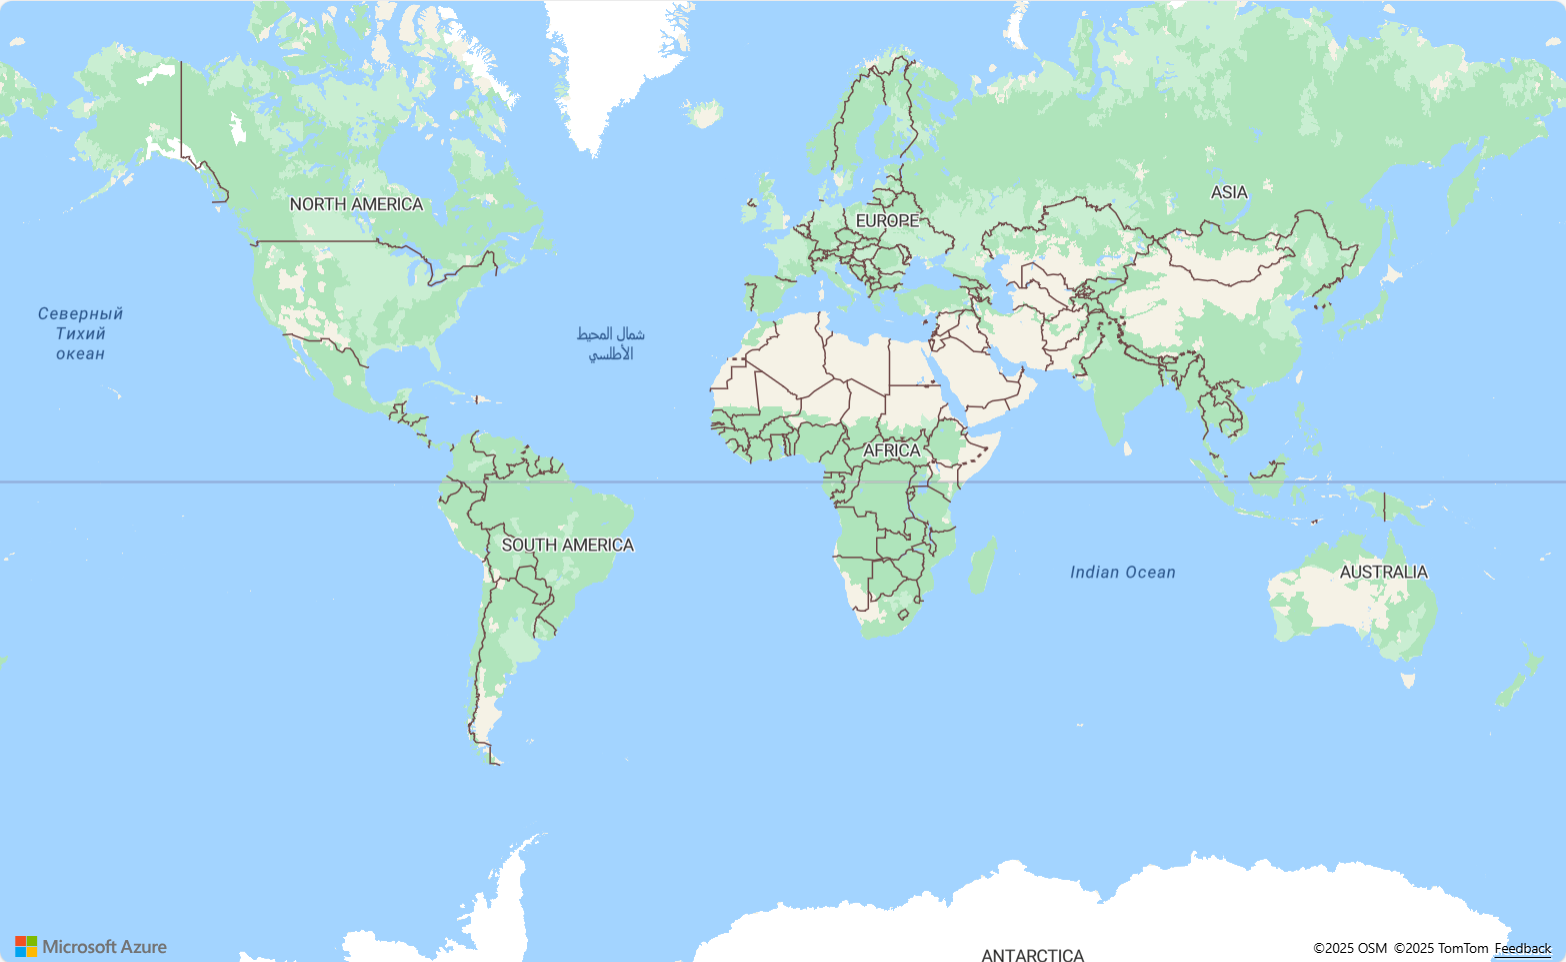 ASIA
NORTH AMERICA
EUROPE
Северный
Тихий
океан
شمال المحيط
الأطلسي
AFRICA
SOUTH AMERICA
Indian Ocean
AUSTRALIA
Microsoft Azure
©2025 OSM ©2025 TomTom Feedback
ANTARCTICA